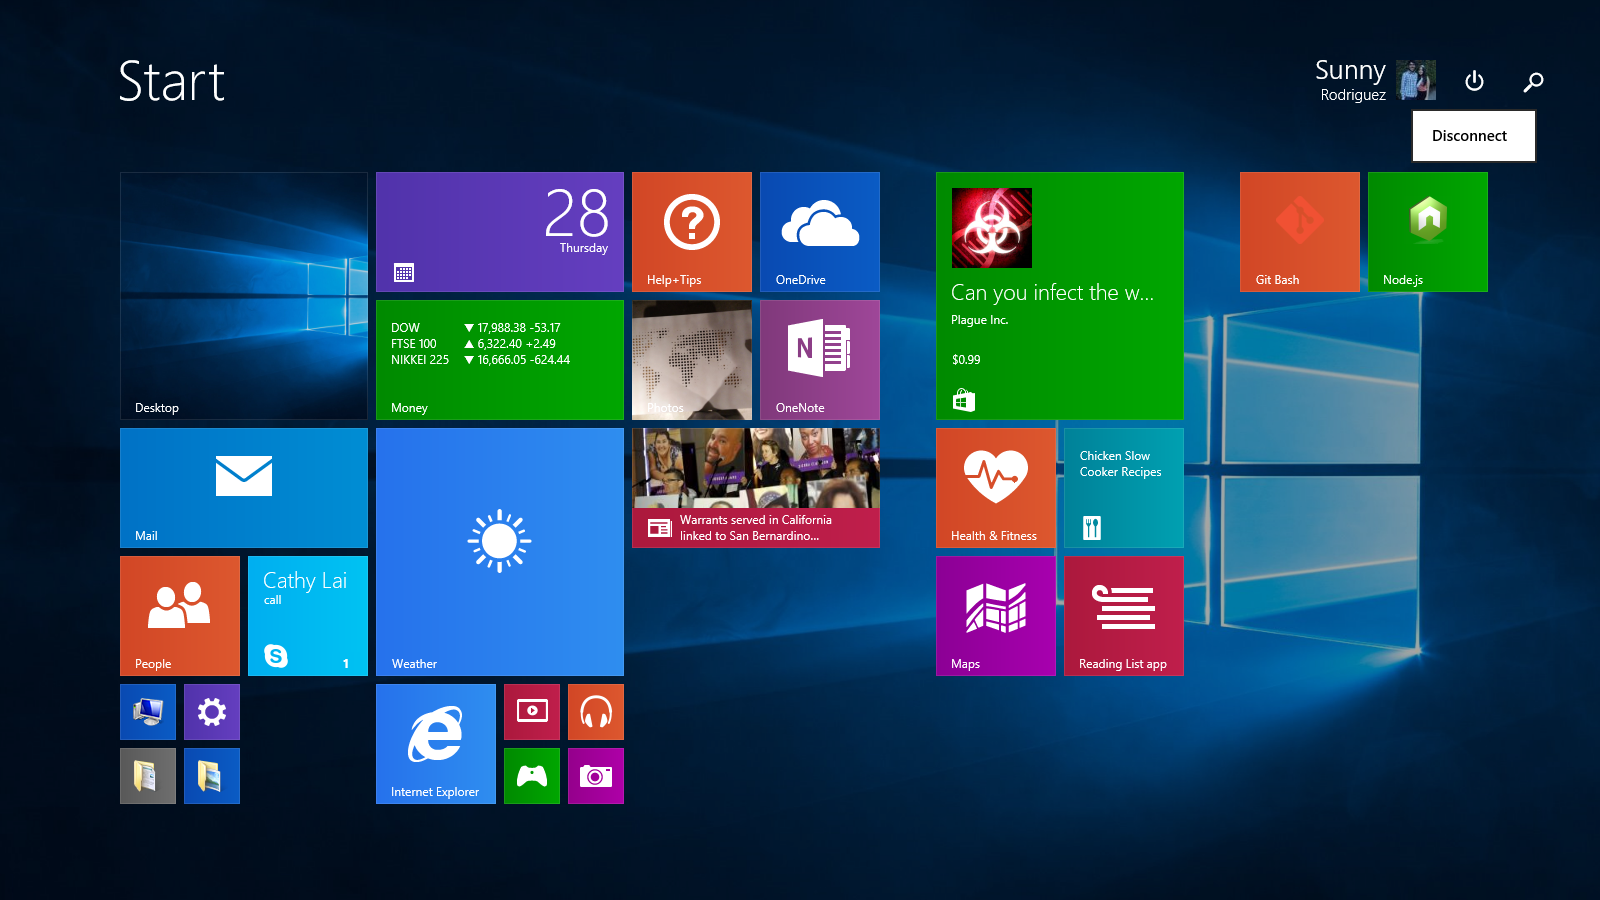 Start
Sunny
Rodriguez
Disconnect
Desktop
28
Thursday
DOW ▼ 17,988.38 -53.17
FTSE 100 ▲ 6,322.40 +2.49
NIKKEI 225 ▼ 16,666.05 -624.44
Money
Help+Tips
OneDrive
Photos
N
OneNote
Mail
Weather
Warrants served in California
linked to San Bernardino...
People
Cathy Lai
call
1
Internet Explorer
Can you infect the w...
Plague Inc.
$0.99
Health & Fitness
Chicken Slow
Cooker Recipes
Maps
Reading List app
Git Bash
Node.js